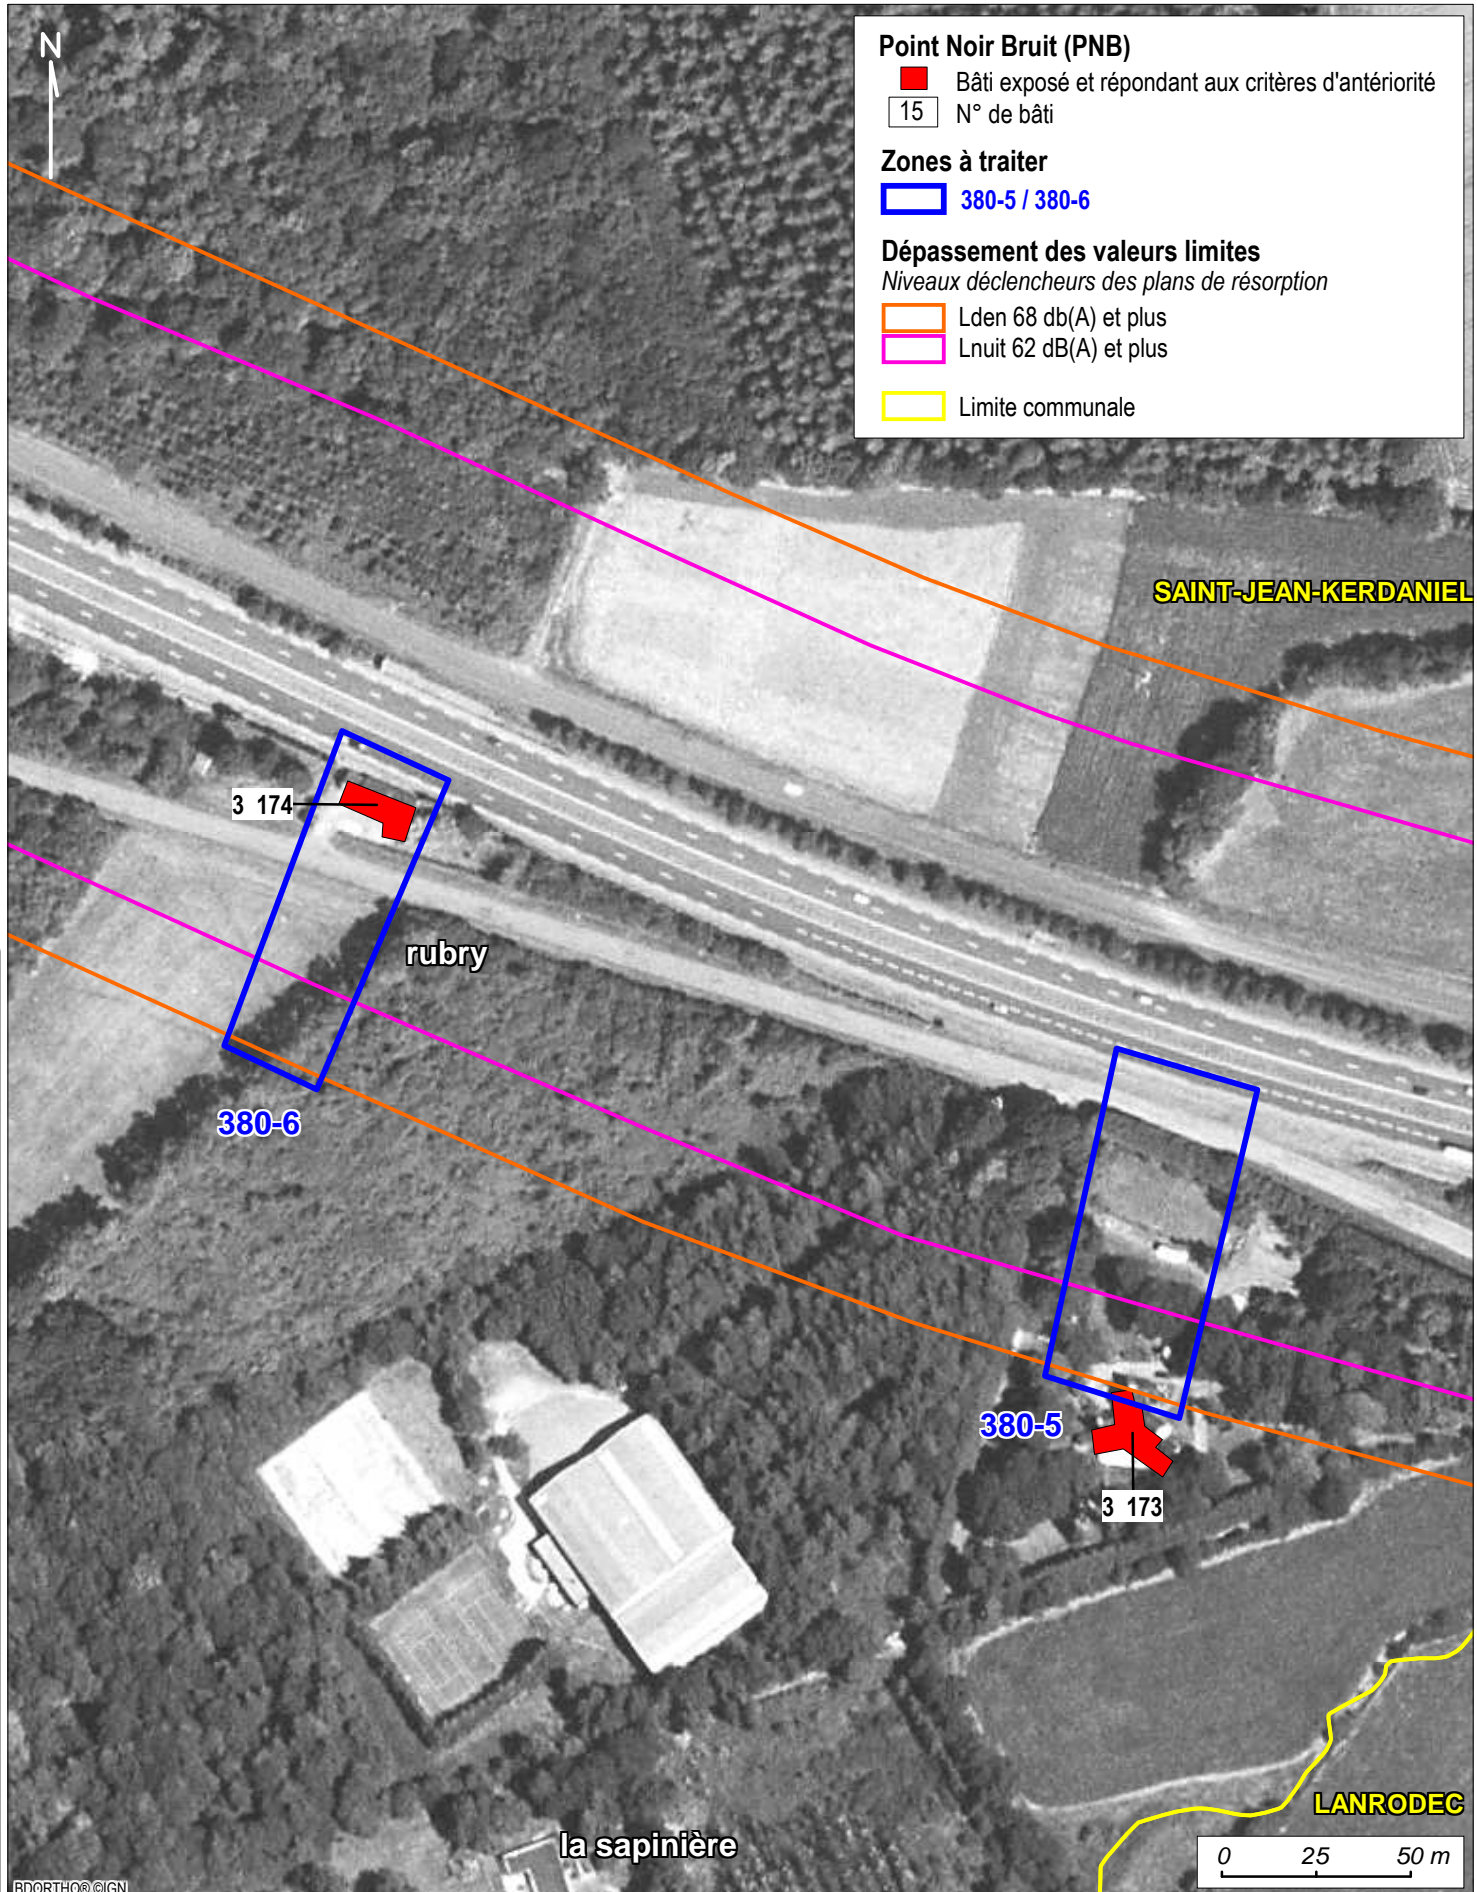 N
Point Noir Bruit (PNB)
Bâti exposé et répondant aux critères d'antériorité
15 N° de bâti
Zones à traiter
380-5 / 380-6
Dépassement des valeurs limites
Niveaux déclencheurs des plans de résorption
Lden 68 db(A) et plus
Lnuit 62 dB(A) et plus
Limite communale
SAINT-JEAN-KERDANIEL
3 174
rubry
380-6
380-5
3 173
LANRODEC
la sapinière
0 25 50 m
BDORTHO® ©IGN